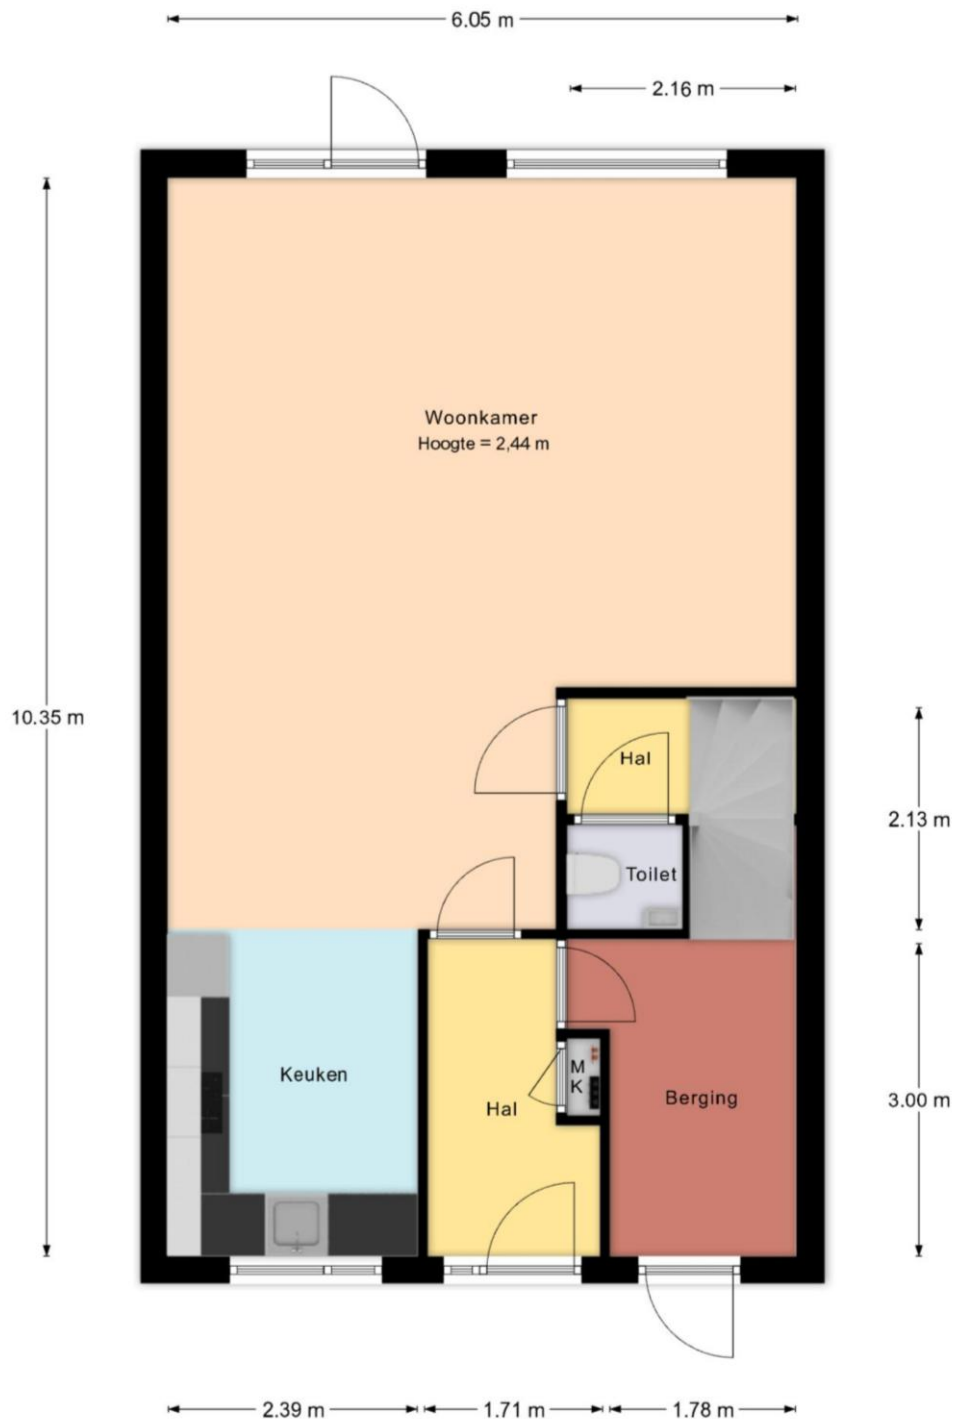 6.05 m
2.16 m
Woonkamer
Hoogte = 2,44 m
10.35 m
Hal
2.13 m
Toilet
Keuken
M
K
Hal
Berging
3.00 m
2.39 m
1.71 m
1.78 m